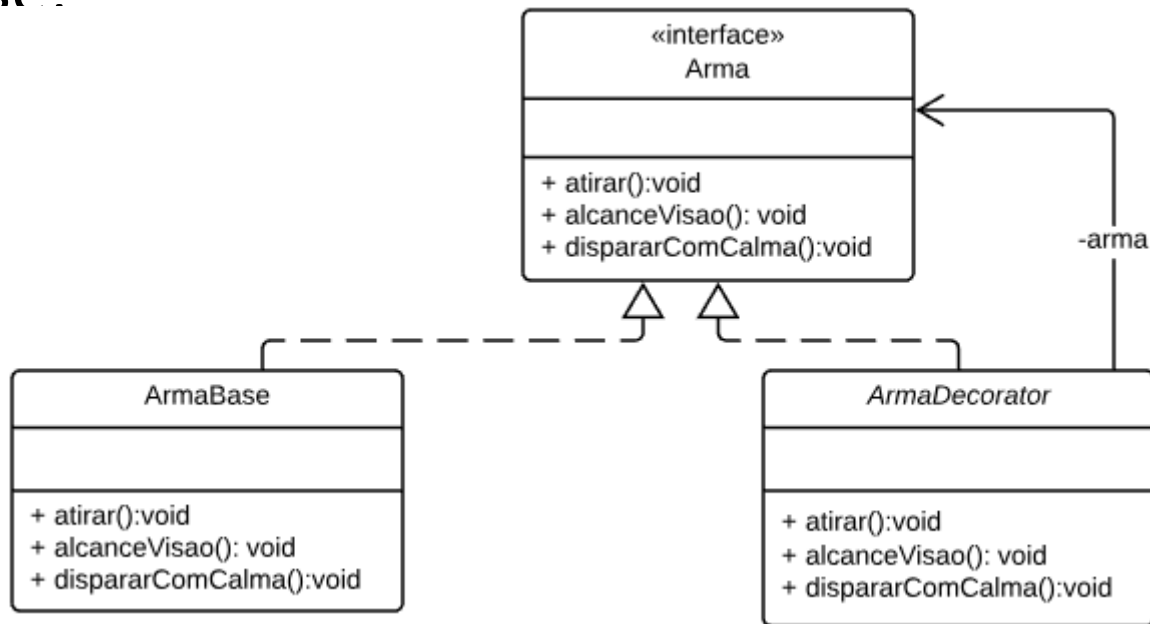 «interface»
Arma
+ atirar():void
+ alcanceVisao(): void
+ dispararComCalma():void
-arma
ArmaBase
+ atirar():void
+ alcanceVisao(): void
+ dispararComCalma():void
ArmaDecorator
+ atirar():void
+ alcanceVisao(): void
+ dispararComCalma():void